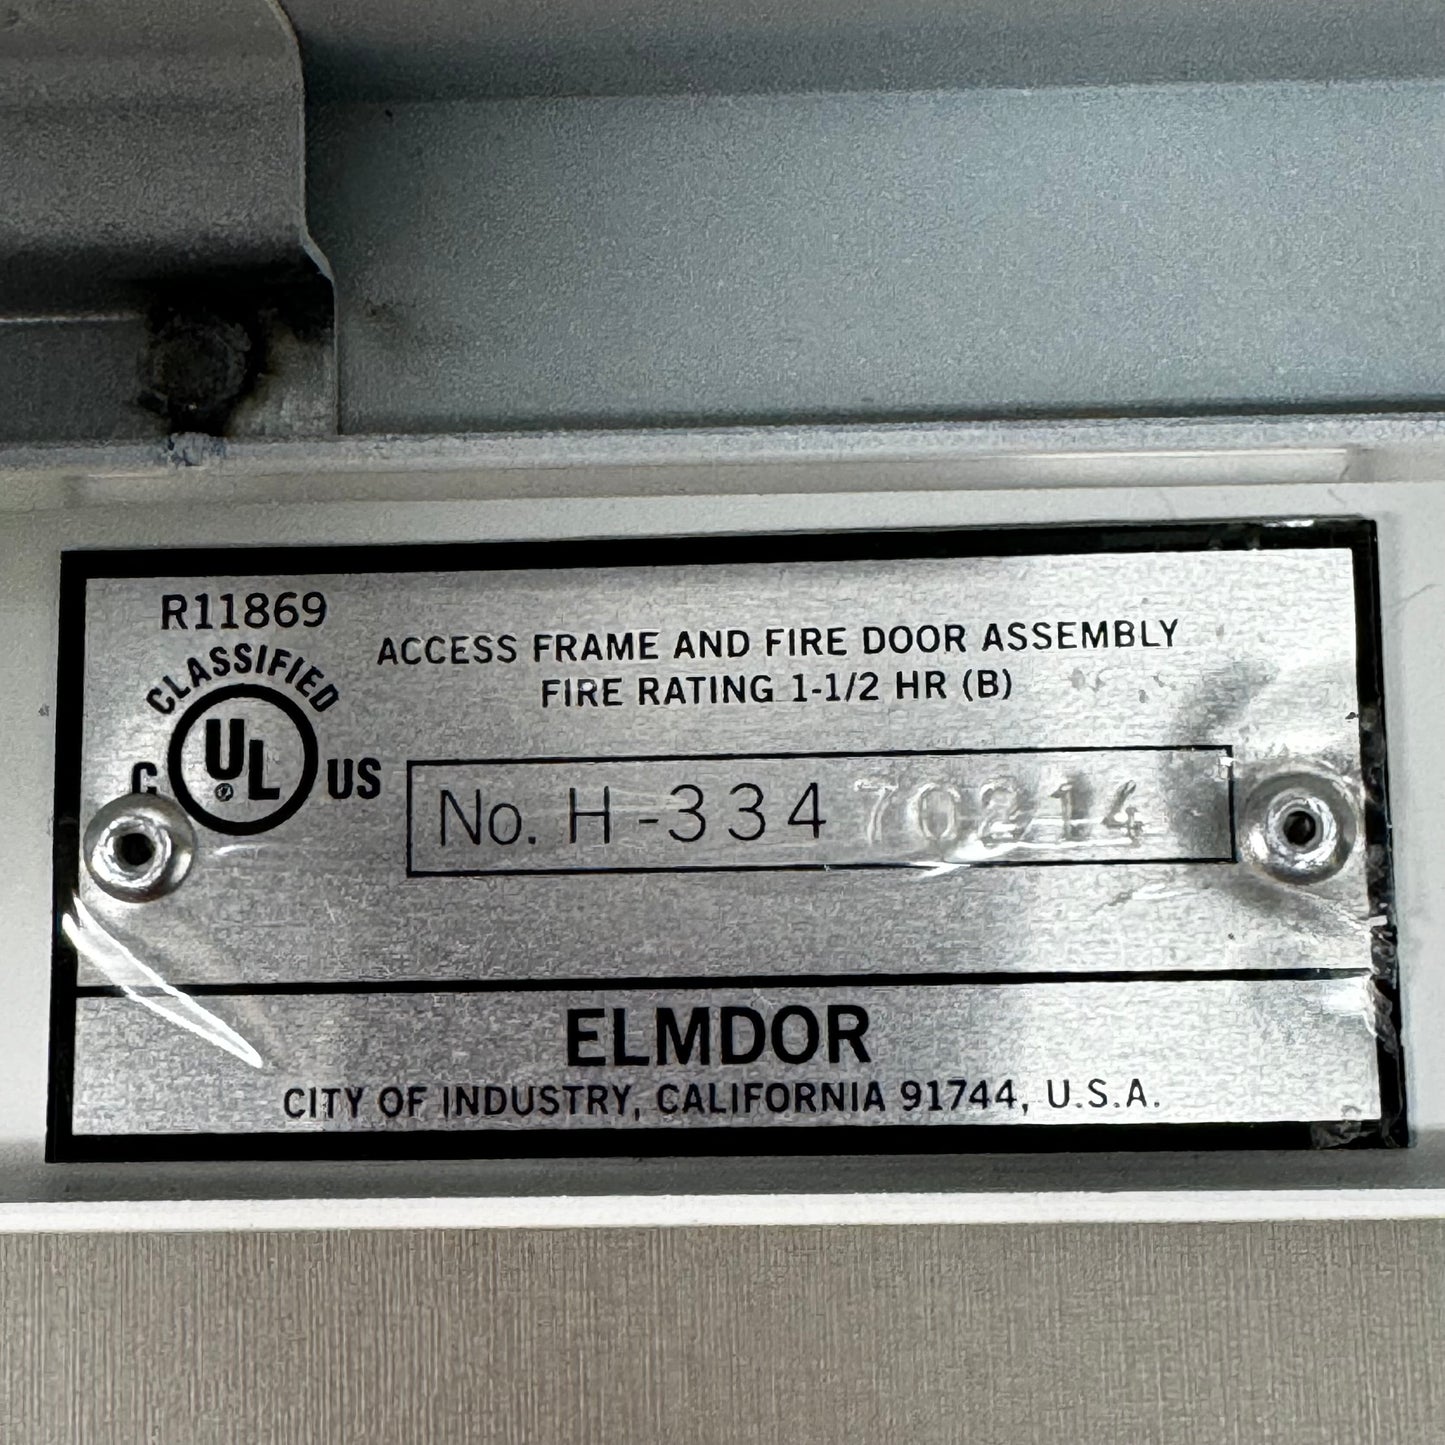 R11869
CLASSIFIED
C UL® US
ACCESS FRAME AND FIRE DOOR ASSEMBLY
FIRE RATING 1-1/2 HR (B)
No. H-334 70214
ELMDOR
CITY OF INDUSTRY, CALIFORNIA 91744, U.S.A.